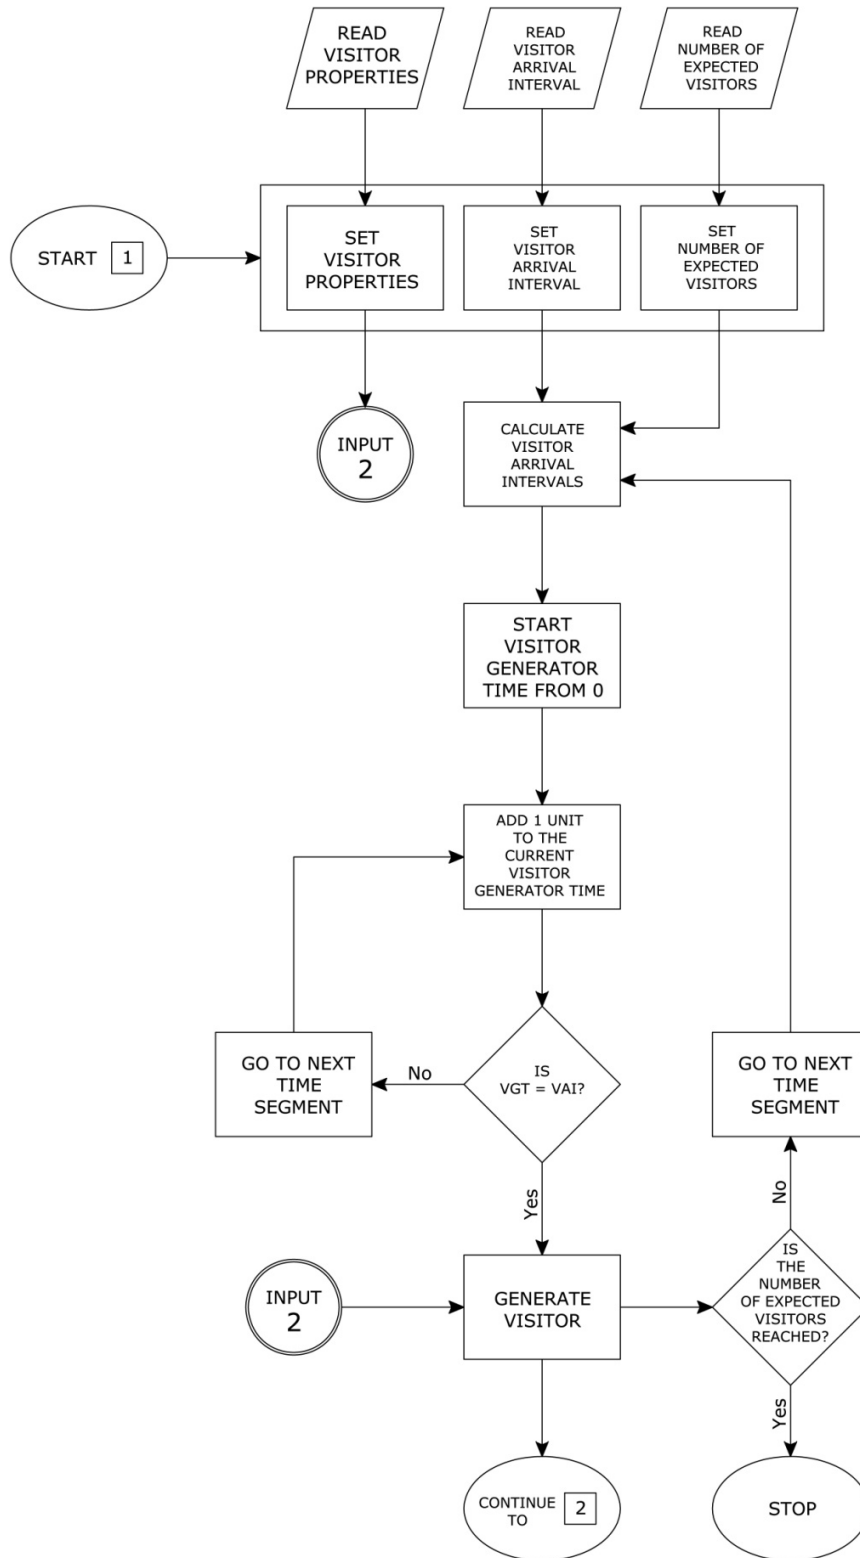 READ
VISITOR
PROPERTIES
READ
VISITOR
ARRIVAL
INTERVAL
READ
NUMBER OF
EXPECTED
VISITORS
START 1
SET
VISITOR
PROPERTIES
SET
VISITOR
ARRIVAL
INTERVAL
SET
NUMBER OF
EXPECTED
VISITORS
INPUT
2
CALCULATE
VISITOR
ARRIVAL
INTERVALS
START
VISITOR
GENERATOR
TIME FROM 0
ADD 1 UNIT
TO THE
CURRENT
VISITOR
GENERATOR TIME
GO TO NEXT
TIME
SEGMENT
No
IS
VGT = VAI?
GO TO NEXT
TIME
SEGMENT
Yes
No
INPUT
2
GENERATE
VISITOR
IS
THE
NUMBER
OF EXPECTED
VISITORS
REACHED?
Yes
CONTINUE
TO 2
STOP